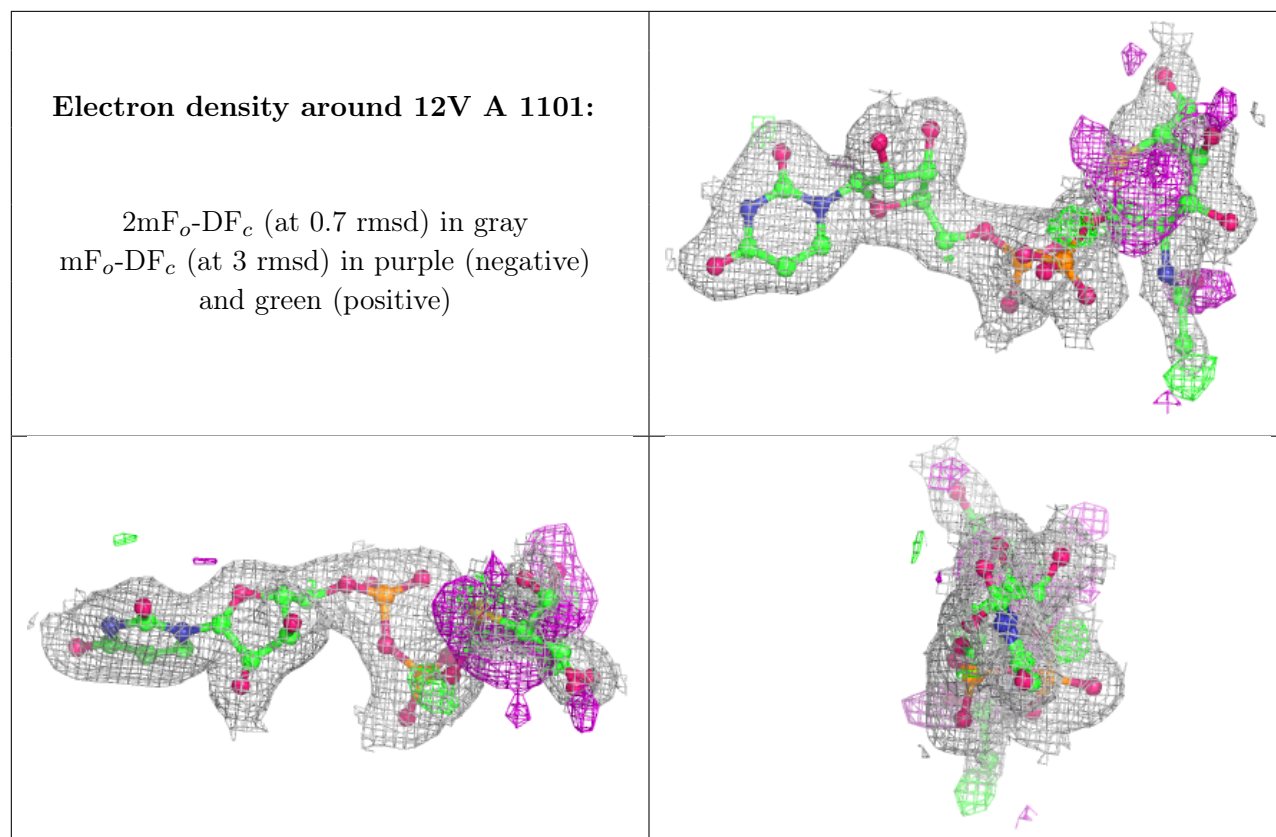 Electron density around 12V A 1101:
2mFo-DFc (at 0.7 rmsd) in gray
mFo-DFc (at 3 rmsd) in purple (negative)
and green (positive)